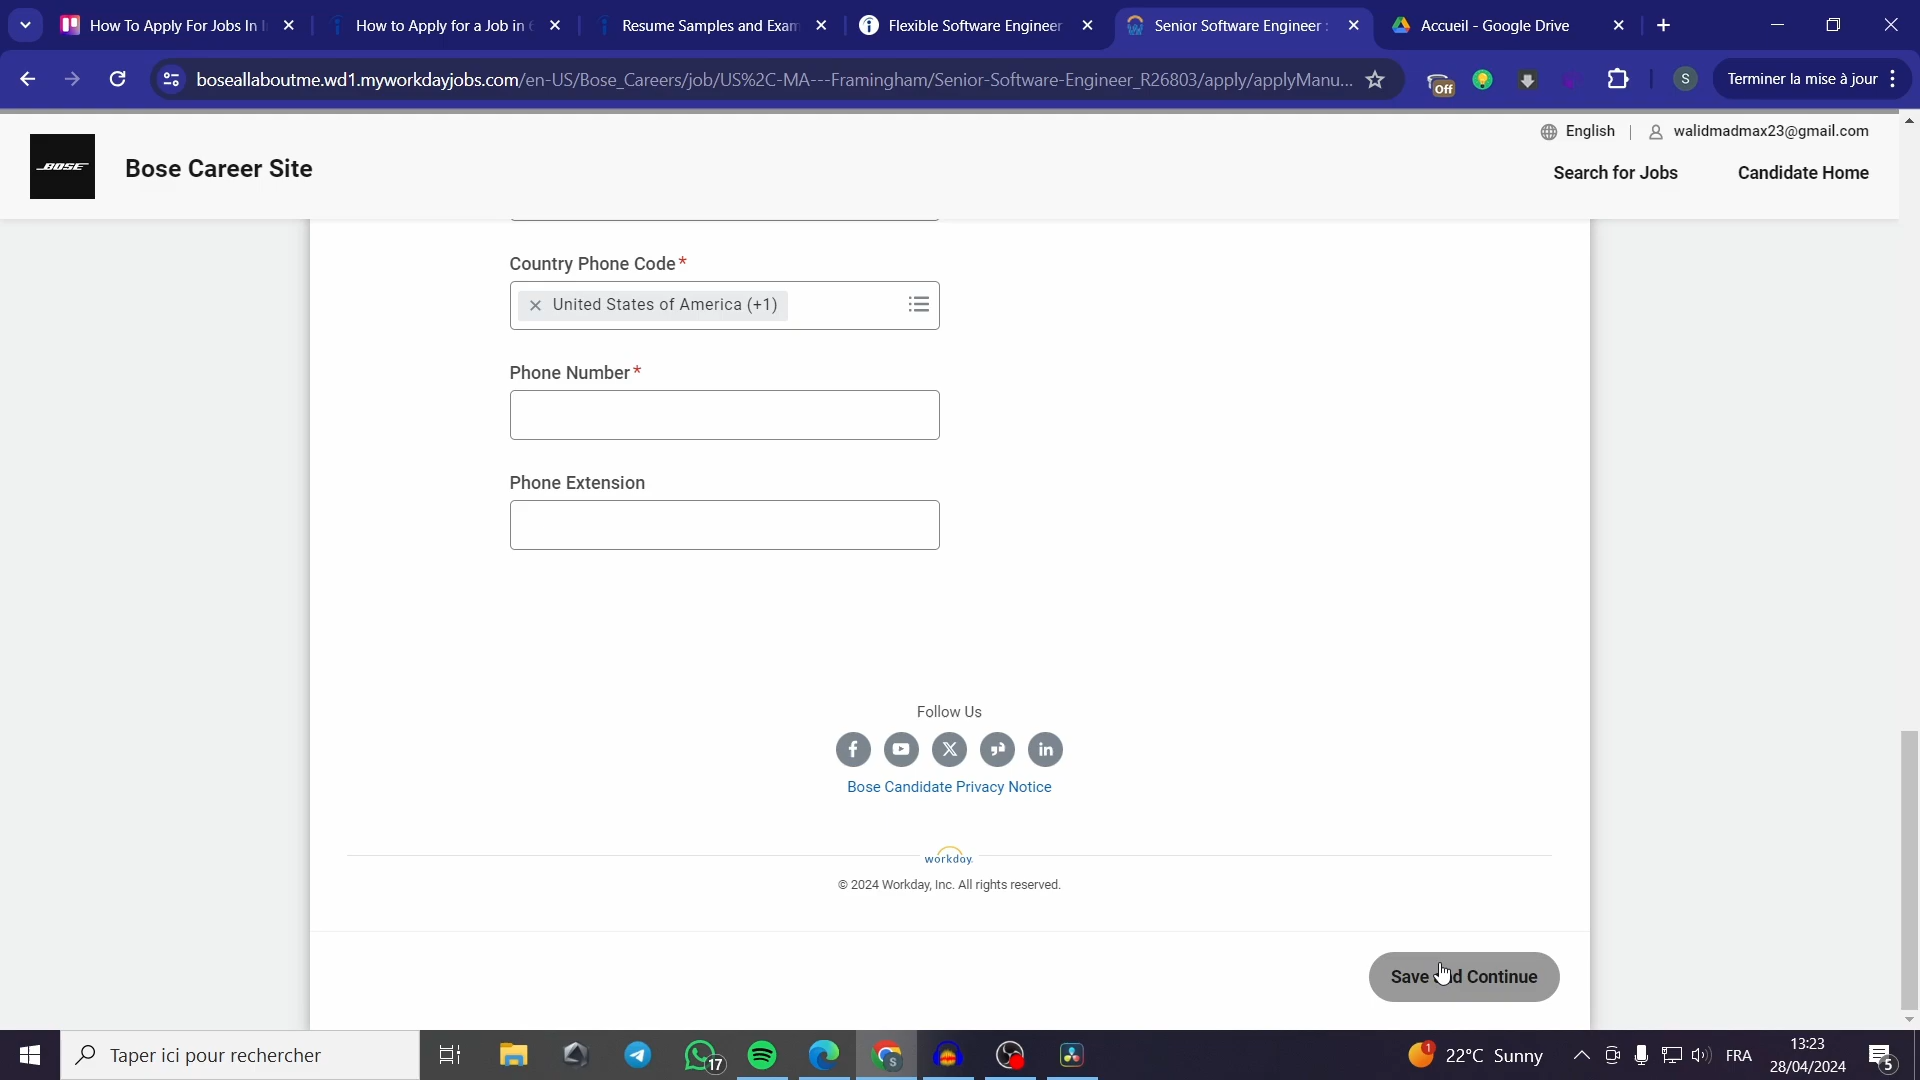 How To Apply For Jobs In I
How to Apply for a Job in 6
Resume Samples and Exam
Flexible Software Engineer
Senior Software Engineer :
Accueil - Google Drive
boseallaboutme.wd1.myworkdayjobs.com/en-US/Bose_Careers/job/US%2C-MA---Framingham/Senior-Software-Engineer_R26803/apply/applyManu...
Off
S
Terminer la mise à jour
English
walidmadmax23@gmail.com
BOSE
Bose Career Site
Search for Jobs
Candidate Home
Country Phone Code*
United States of America (+1)
Phone Number*
Phone Extension
Follow Us
Bose Candidate Privacy Notice
workday.
© 2024 Workday, Inc. All rights reserved.
Save and Continue
Taper ici pour rechercher
17
S
1
22°C Sunny
FRA
13:23
28/04/2024
5